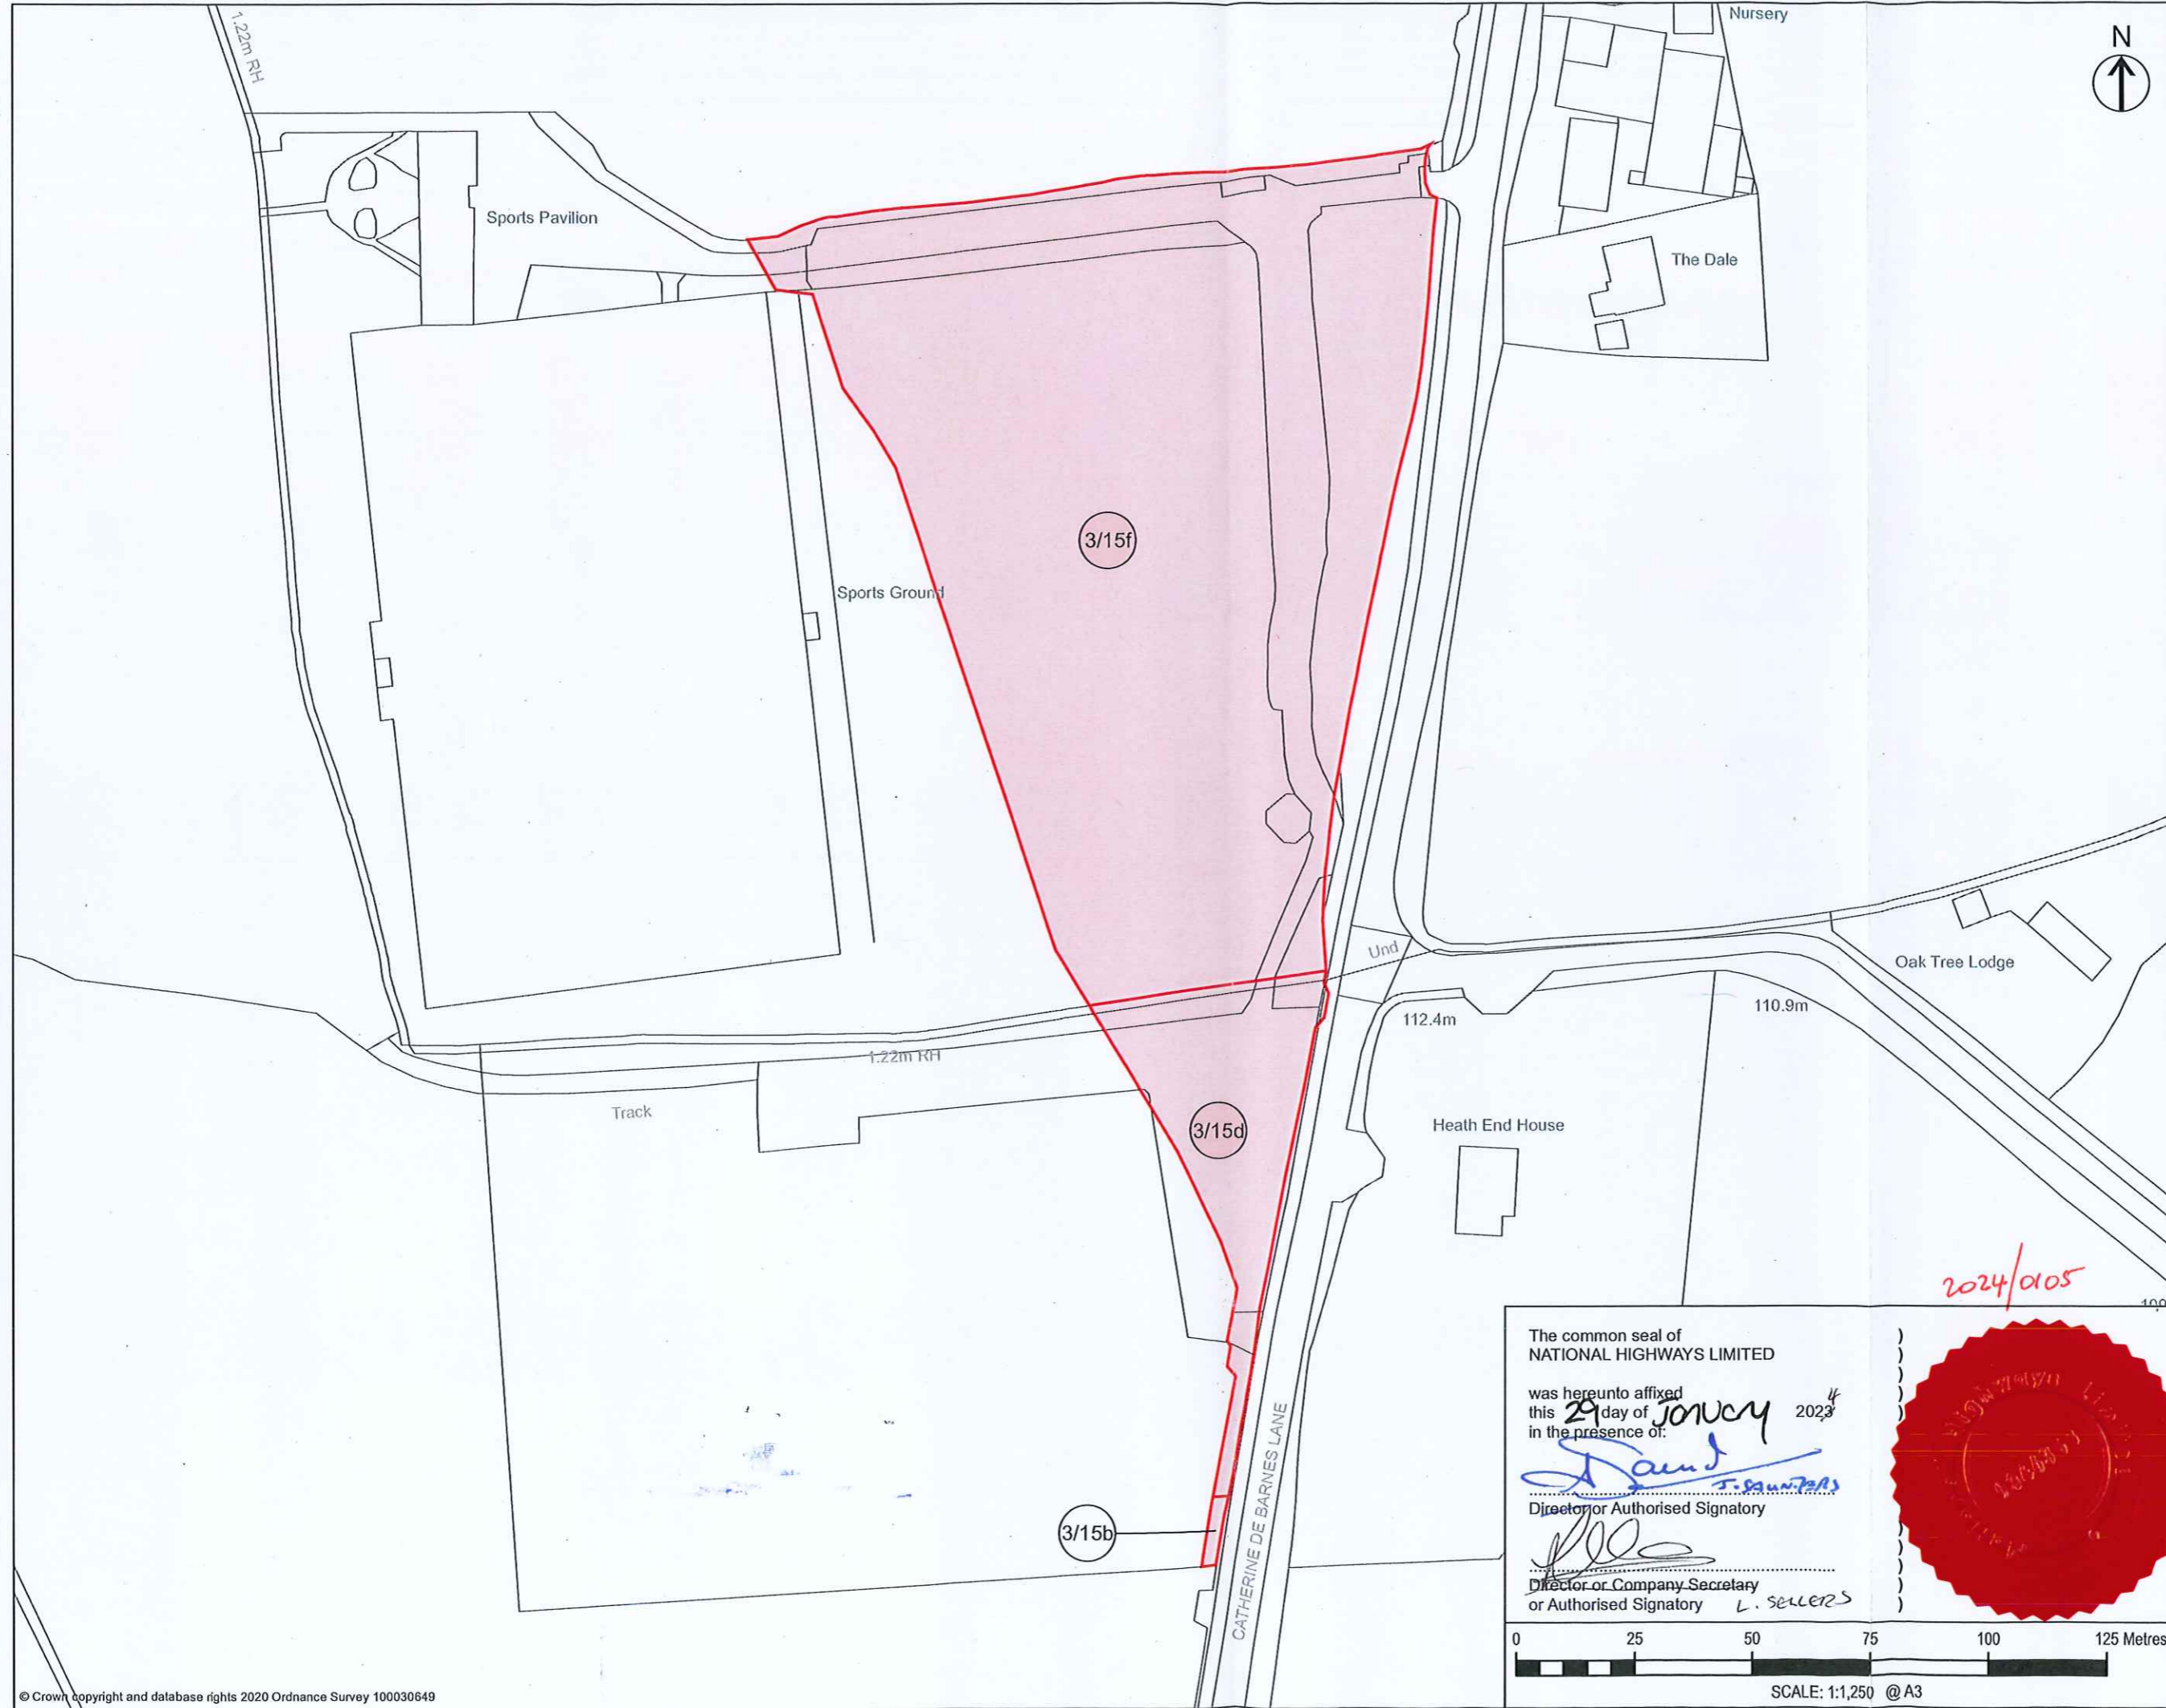 Nursery
N
1.22m RH
Sports Pavilion
The Dale
3/15f
Sports Ground
Und
Oak Tree Lodge
110.9m
112.4m
1.22m RH
Track
3/15d
Heath End House
2024/0105
3/15b
CATHERINE DE BARNES LANE
The common seal of
NATIONAL HIGHWAYS LIMITED
was hereunto affixed
this 29 day of January 2023 4
in the presence of:
J. SAUNDERS
Director or Authorised Signatory
Director or Company Secretary
or Authorised Signatory L. SELLERS
0 25 50 75 100 125 Metres
SCALE: 1:1,250 @ A3
© Crown copyright and database rights 2020 Ordnance Survey 100030649